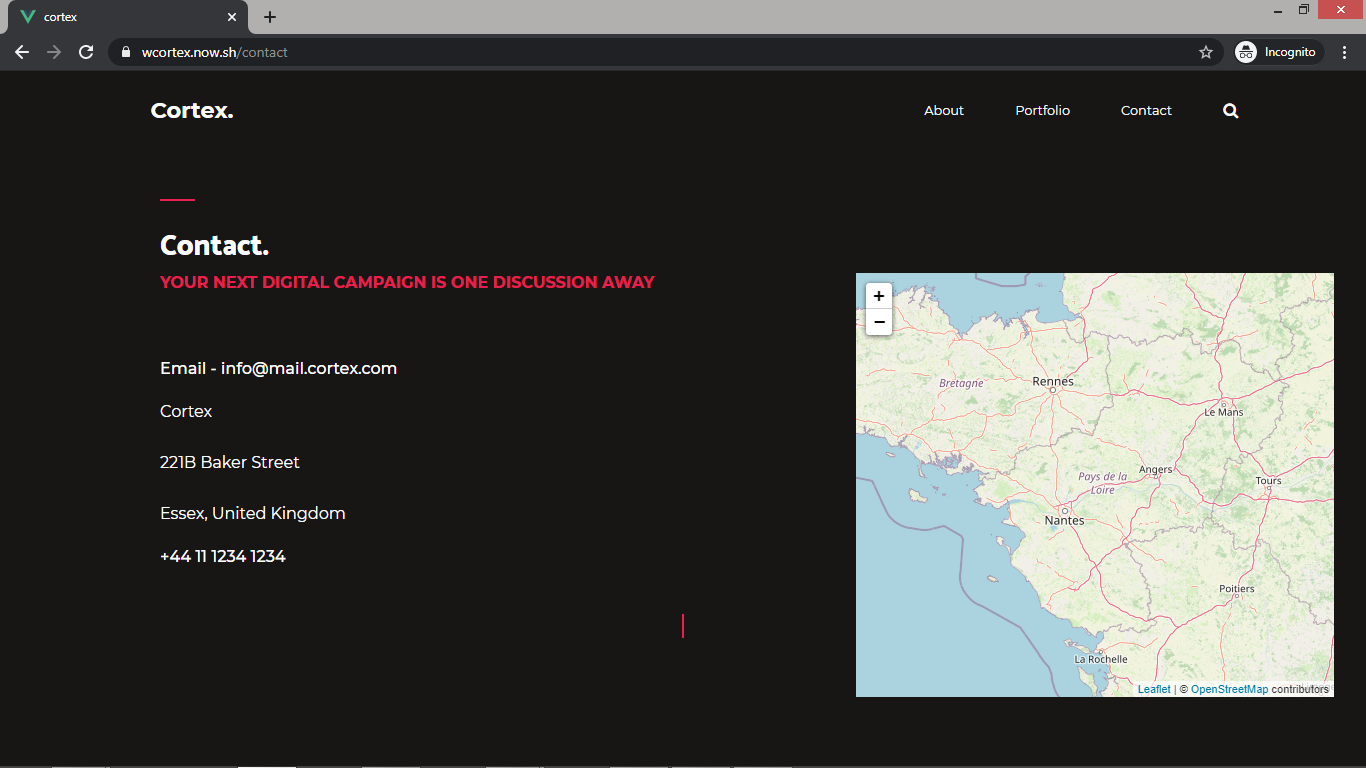 cortex
wcortex.now.sh/contact
Incognito
Cortex.
About
Portfolio
Contact
Contact.
YOUR NEXT DIGITAL CAMPAIGN IS ONE DISCUSSION AWAY
Email - info@mail.cortex.com
Cortex
221B Baker Street
Essex, United Kingdom
+44 11 1234 1234
+
−
Bretagne
Rennes
Le Mans
Angers
Pays de la
Loire
Tours
Nantes
Poitiers
La Rochelle
Leaflet | © OpenStreetMap contributors